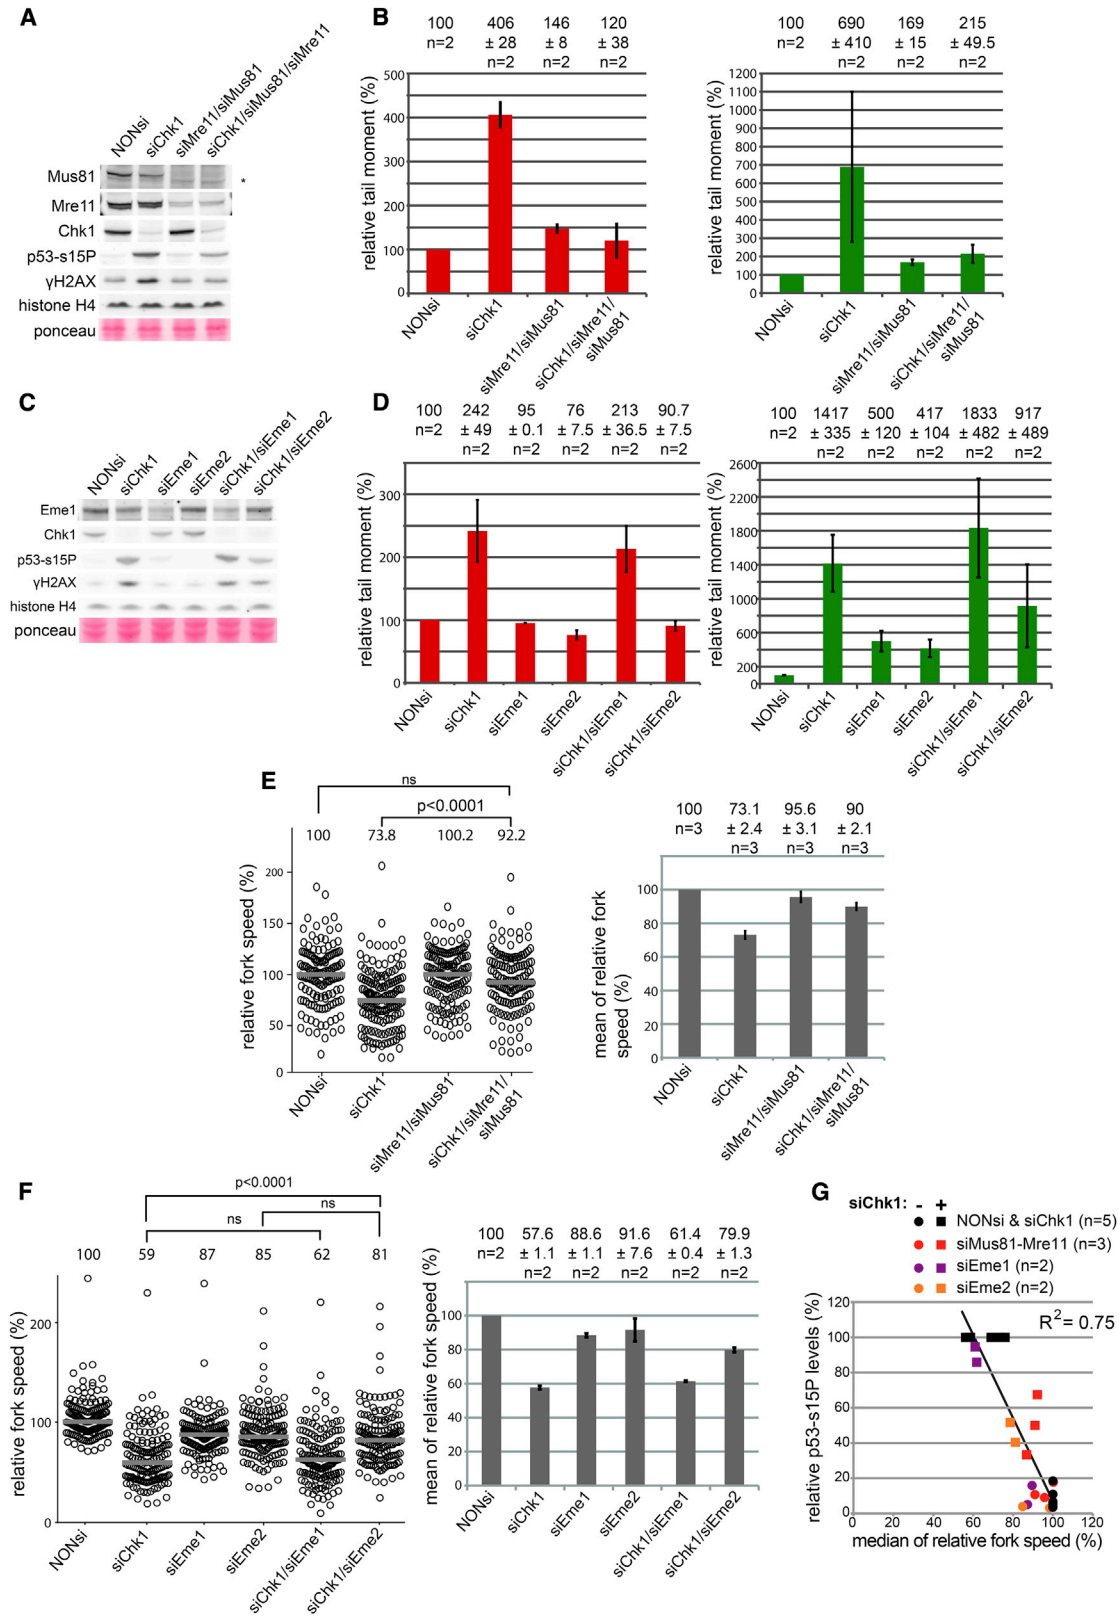 A
NONsi
siChk1
siMre11/siMus81
siChk1/siMus81/siMre11
Mus81
*
Mre11
Chk1
p53-s15P
γH2AX
histone H4
ponceau
B
100 406 146 120
n=2 ± 28 ± 8 ± 38
n=2 n=2 n=2
relative tail moment (%)
500
400
300
200
100
0
NONsi
siChk1
siMre11/siMus81
siChk1/siMre11/
siMus81
100 690 169 215
n=2 ± 410 ± 15 ± 49.5
n=2 n=2 n=2
relative tail moment (%)
1200
1100
1000
900
800
700
600
500
400
300
200
100
0
NONsi
siChk1
siMre11/siMus81
siChk1/siMre11/
siMus81
C
NONsi
siChk1
siEme1
siEme2
siChk1/siEme1
siChk1/siEme2
Eme1
*
Chk1
p53-s15P
γH2AX
histone H4
ponceau
D
100 242 95 76 213 90.7
n=2 ± 49 ± 0.1 ± 7.5 ± 36.5 ± 7.5
n=2 n=2 n=2 n=2 n=2
relative tail moment (%)
300
200
100
0
NONsi
siChk1
siEme1
siEme2
siChk1/siEme1
siChk1/siEme2
100 1417 500 417 1833 917
n=2 ± 335 ± 120 ± 104 ± 482 ± 489
n=2 n=2 n=2 n=2 n=2
relative tail moment (%)
2600
2200
1800
1400
1000
600
200
0
NONsi
siChk1
siEme1
siEme2
siChk1/siEme1
siChk1/siEme2
E
ns
p<0.0001
100 73.8 100.2 92.2
relative fork speed (%)
200
150
100
50
0
NONsi
siChk1
siMre11/siMus81
siChk1/siMre11/
siMus81
100 73.1 95.6 90
n=3 ± 2.4 ± 3.1 ± 2.1
n=3 n=3 n=3
mean of relative fork
speed (%)
100
80
60
40
20
0
NONsi
siChk1
siMre11/siMus81
siChk1/siMre11/
siMus81
F
p<0.0001
ns
ns
100 59 87 85 62 81
relative fork speed (%)
200
100
0
NONsi
siChk1
siEme1
siEme2
siChk1/siEme1
siChk1/siEme2
100 57.6 88.6 91.6 61.4 79.9
n=2 ± 1.1 ± 1.1 ± 7.6 ± 0.4 ± 1.3
n=2 n=2 n=2 n=2 n=2
mean of relative fork speed (%)
100
80
60
40
20
0
NONsi
siChk1
siEme1
siEme2
siChk1/siEme1
siChk1/siEme2
G
siChk1: - +
NONsi & siChk1 (n=5)
siMus81-Mre11 (n=3)
siEme1 (n=2)
siEme2 (n=2)
R2= 0.75
relative p53-s15P levels (%)
120
100
80
60
40
20
0
0 20 40 60 80 100 120
median of relative fork speed (%)